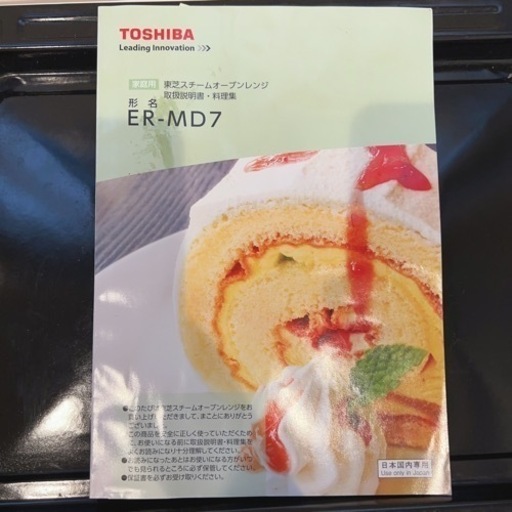 TOSHIBA
Leading Innovation >>>
家庭用 東芝スチームオーブンレンジ
取扱説明書・料理集
形 名
ER-MD7
●このたびは東芝スチームオーブンレンジをお
買い上げいただきまして、まことにありがとう
ございました。
●この商品を安全に正しく使っていただくため
に、お使いになる前に取扱説明書・料理集を
よくお読みになり十分理解してください。
●お読みになったあとはお使いになる方がいつ
でも見られるところに必ず保管してください。
●保証書を必ずお受け取りください。
日本国内専用
Use only in Japan